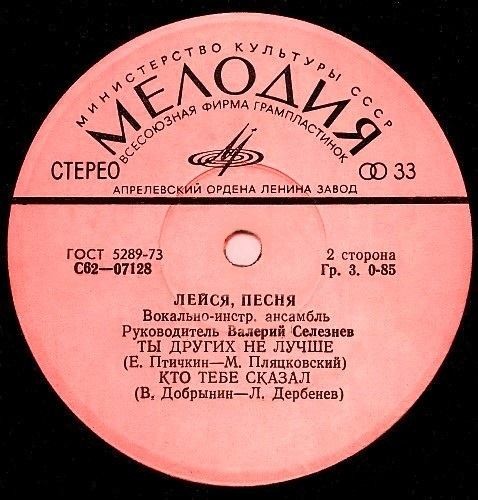 МИНИСТЕРСТВО КУЛЬТУРЫ СССР
МЕЛОДИЯ
ВСЕСОЮЗНАЯ ФИРМА ГРАМПЛАСТИНОК
СТЕРЕО 33
АПРЕЛЕВСКИЙ ОРДЕНА ЛЕНИНА ЗАВОД
ГОСТ 5289-73 2 сторона
С62—07128 Гр. 3. 0-85
ЛЕЙСЯ, ПЕСНЯ
Вокально-инстр. ансамбль
Руководитель Валерий Селезнев
ТЫ ДРУГИХ НЕ ЛУЧШЕ
(Е. Птичкин—М. Пляцковский)
КТО ТЕБЕ СКАЗАЛ
(В. Добрынин—Л. Дербенев)